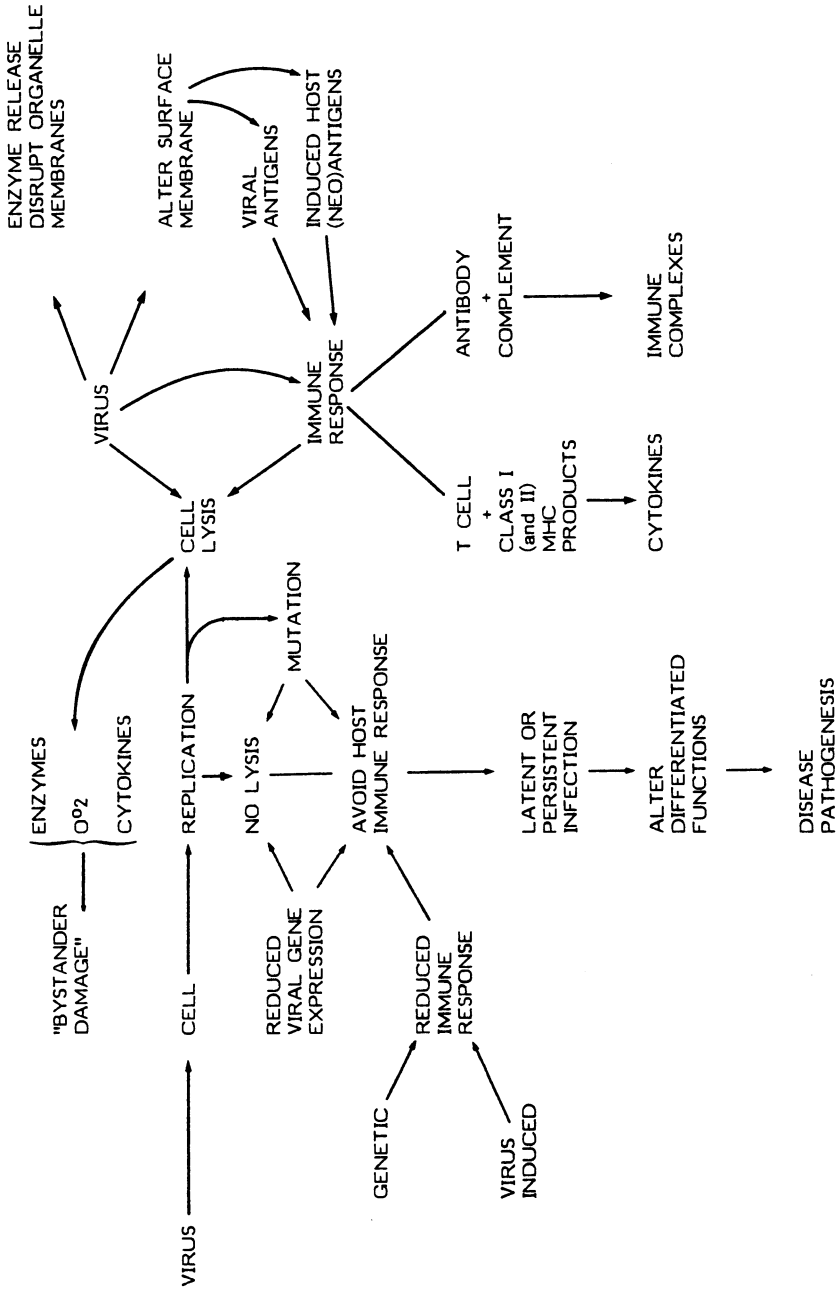 ENZYME RELEASE
DISRUPT ORGANELLE
MEMBRANES
"BYSTANDER
DAMAGE"
ENZYMES
O⁰2
CYTOKINES
VIRUS
ALTER SURFACE
MEMBRANE
VIRUS
CELL
REPLICATION
CELL
LYSIS
VIRAL
ANTIGENS
REDUCED
VIRAL GENE
EXPRESSION
NO LYSIS
MUTATION
IMMUNE
RESPONSE
INDUCED HOST
(NEO)ANTIGENS
GENETIC
AVOID HOST
IMMUNE RESPONSE
REDUCED
IMMUNE
RESPONSE
T CELL
+
CLASS I
(and II)
MHC
PRODUCTS
ANTIBODY
+
COMPLEMENT
VIRUS
INDUCED
LATENT OR
PERSISTENT
INFECTION
CYTOKINES
IMMUNE
COMPLEXES
ALTER
DIFFERENTIATED
FUNCTIONS
DISEASE
PATHOGENESIS